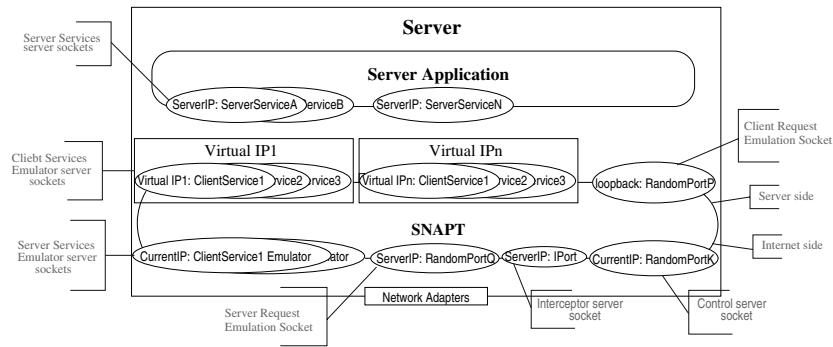 Server
Server Services
server sockets
Server Application
ServerIP: ServerServiceA
erviceB
ServerIP: ServerServiceN
Client Request
Emulation Socket
Virtual IP1
Virtual IPn
Cliebt Services
Emulator server
sockets
Virtual IP1: ClientService1
vice2
rvice3
Virtual IPn: ClientService1
vice2
rvice3
loopback: RandomPortP
Server side
SNAPT
Server Services
Emulator server
sockets
Internet side
CurrentIP: ClientService1 Emulator
ator
ServerIP: RandomPortQ
ServerIP: IPort
CurrentIP: RandomPortK
Network Adapters
Server Request
Emulation Socket
Interceptor server
socket
Control server
socket